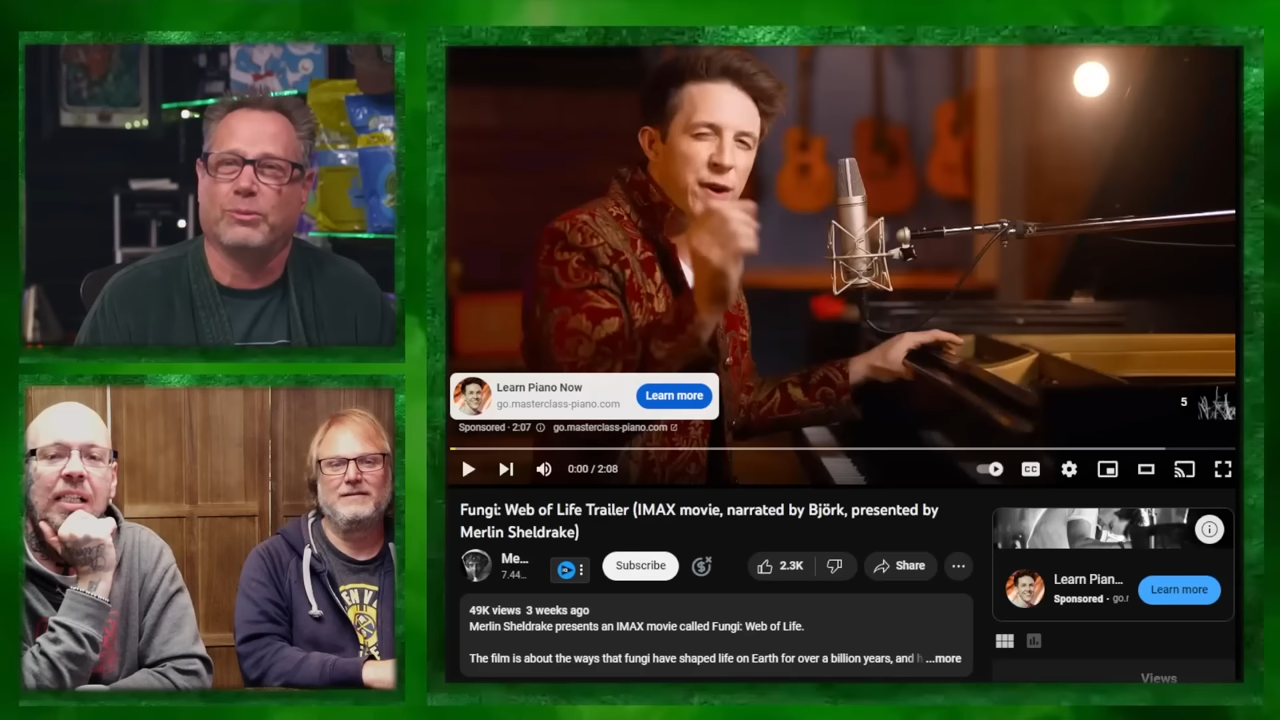 Learn Piano Now
go.masterclass-piano.com
Learn more
Sponsored · 2:07
go.masterclass-piano.com
5
0:00 / 2:08
CC
Fungi: Web of Life Trailer (IMAX movie, narrated by Björk, presented by
Merlin Sheldrake)
Me...
7.44...
Subscribe
2.3K
Share
49K views 3 weeks ago
Merlin Sheldrake presents an IMAX movie called Fungi: Web of Life.
The film is about the ways that fungi have shaped life on Earth for over a billion years, and h ...more
Learn Pian...
Sponsored · go.r
Learn more
Views